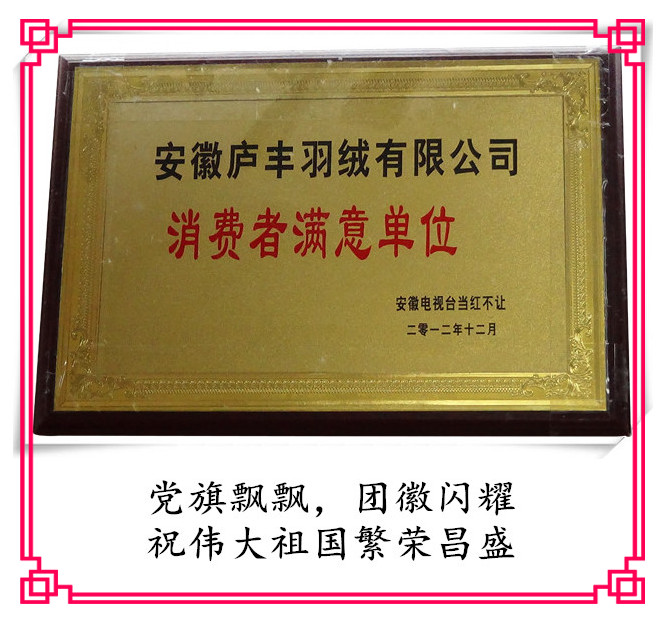 安徽庐丰羽绒有限公司
消费者满意单位
安徽电视台当红不让
二零一二年十二月
党旗飘飘，团徽闪耀
祝伟大祖国繁荣昌盛